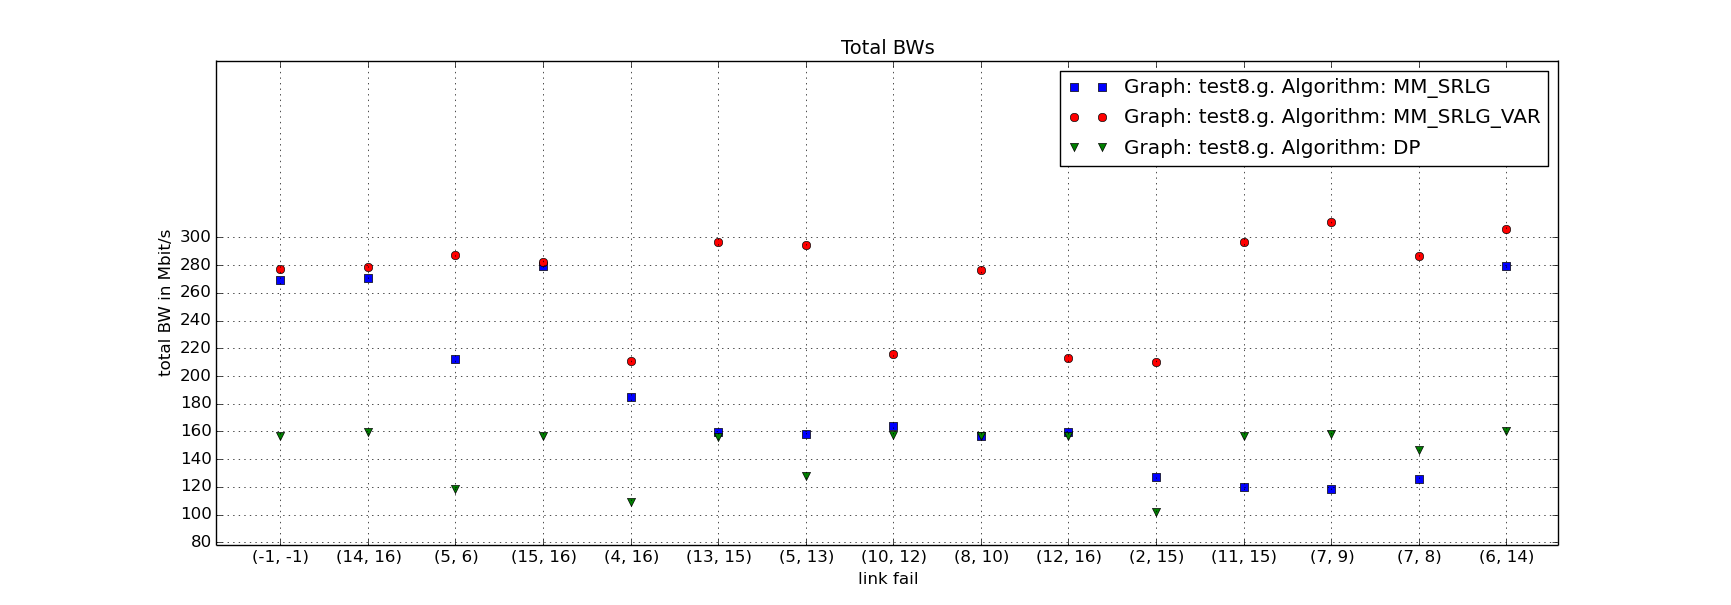 Total BWs
Graph: test8.g. Algorithm: MM_SRLG
Graph: test8.g. Algorithm: MM_SRLG_VAR
Graph: test8.g. Algorithm: DP
total BW in Mbit/s
300
280
260
240
220
200
180
160
140
120
100
80
(-1, -1) (14, 16) (5, 6) (15, 16) (4, 16) (13, 15) (5, 13) (10, 12) (8, 10) (12, 16) (2, 15) (11, 15) (7, 9) (7, 8) (6, 14)
link fail